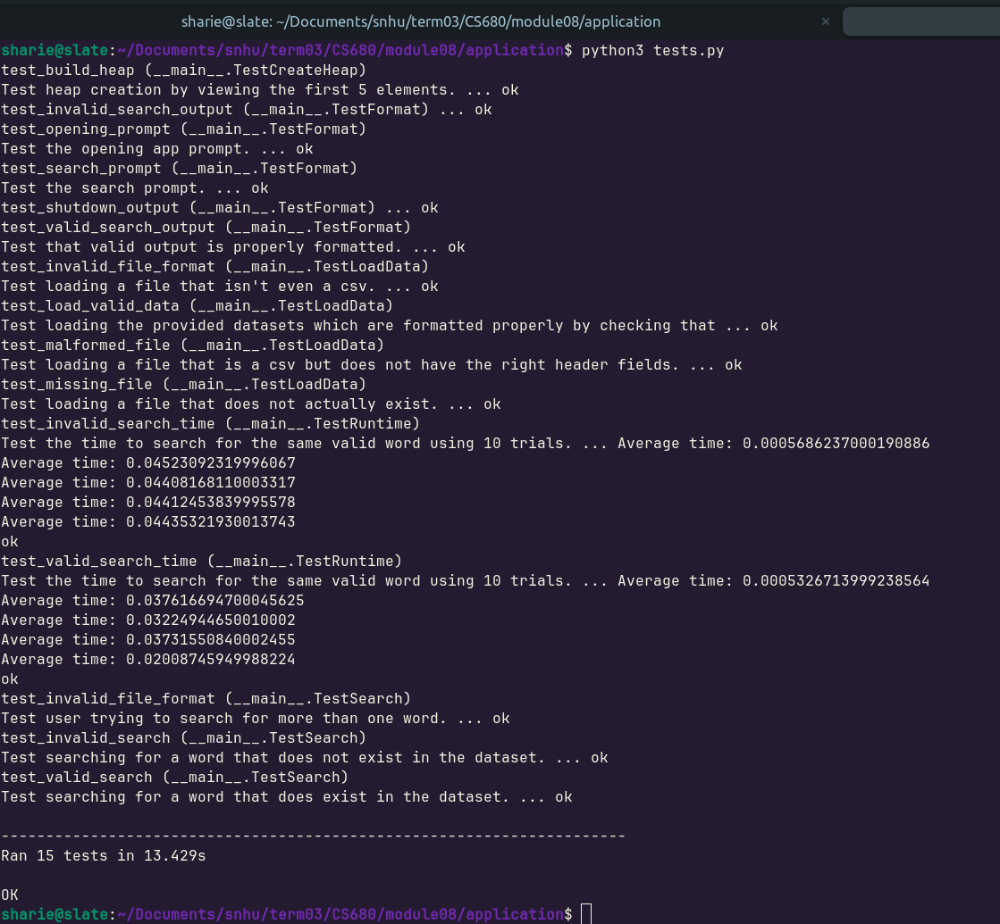 sharie@slate: ~/Documents/snhu/term03/CS680/module08/application ×
sharie@slate:~/Documents/snhu/term03/CS680/module08/application$ python3 tests.py
test_build_heap (__main__.TestCreateHeap)
Test heap creation by viewing the first 5 elements. ... ok
test_invalid_search_output (__main__.TestFormat) ... ok
test_opening_prompt (__main__.TestFormat)
Test the opening app prompt. ... ok
test_search_prompt (__main__.TestFormat)
Test the search prompt. ... ok
test_shutdown_output (__main__.TestFormat) ... ok
test_valid_search_output (__main__.TestFormat)
Test that valid output is properly formatted. ... ok
test_invalid_file_format (__main__.TestLoadData)
Test loading a file that isn't even a csv. ... ok
test_load_valid_data (__main__.TestLoadData)
Test loading the provided datasets which are formatted properly by checking that ... ok
test_malformed_file (__main__.TestLoadData)
Test loading a file that is a csv but does not have the right header fields. ... ok
test_missing_file (__main__.TestLoadData)
Test loading a file that does not actually exist. ... ok
test_invalid_search_time (__main__.TestRuntime)
Test the time to search for the same valid word using 10 trials. ... Average time: 0.0005686237000190886
Average time: 0.04523092319996067
Average time: 0.04408168110003317
Average time: 0.04412453839995578
Average time: 0.04435321930013743
ok
test_valid_search_time (__main__.TestRuntime)
Test the time to search for the same valid word using 10 trials. ... Average time: 0.0005326713999238564
Average time: 0.037616694700045625
Average time: 0.03224944650010002
Average time: 0.03731550840002455
Average time: 0.02008745949988224
ok
test_invalid_file_format (__main__.TestSearch)
Test user trying to search for more than one word. ... ok
test_invalid_search (__main__.TestSearch)
Test searching for a word that does not exist in the dataset. ... ok
test_valid_search (__main__.TestSearch)
Test searching for a word that does exist in the dataset. ... ok
----------------------------------------------------------------------
Ran 15 tests in 13.429s
OK
sharie@slate:~/Documents/snhu/term03/CS680/module08/application$